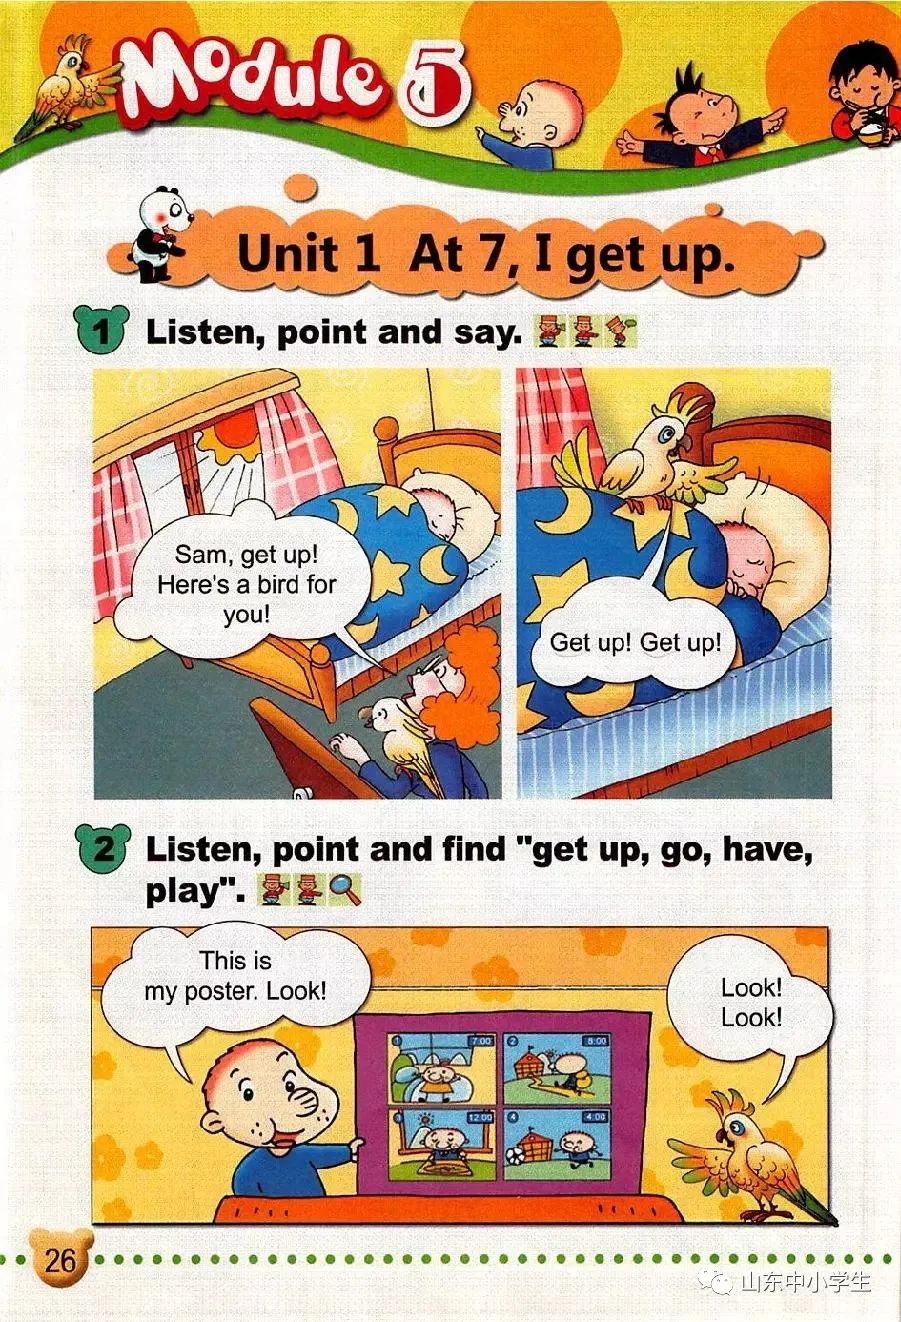 Module 5
Unit 1 At 7, I get up.
1 Listen, point and say.
Sam, get up!
Here's a bird for
you!
Get up! Get up!
2 Listen, point and find "get up, go, have,
play".
This is
my poster. Look!
Look!
Look!
1 7:00
2 8:00
3 12:00
4 4:00
26
山东中小学生